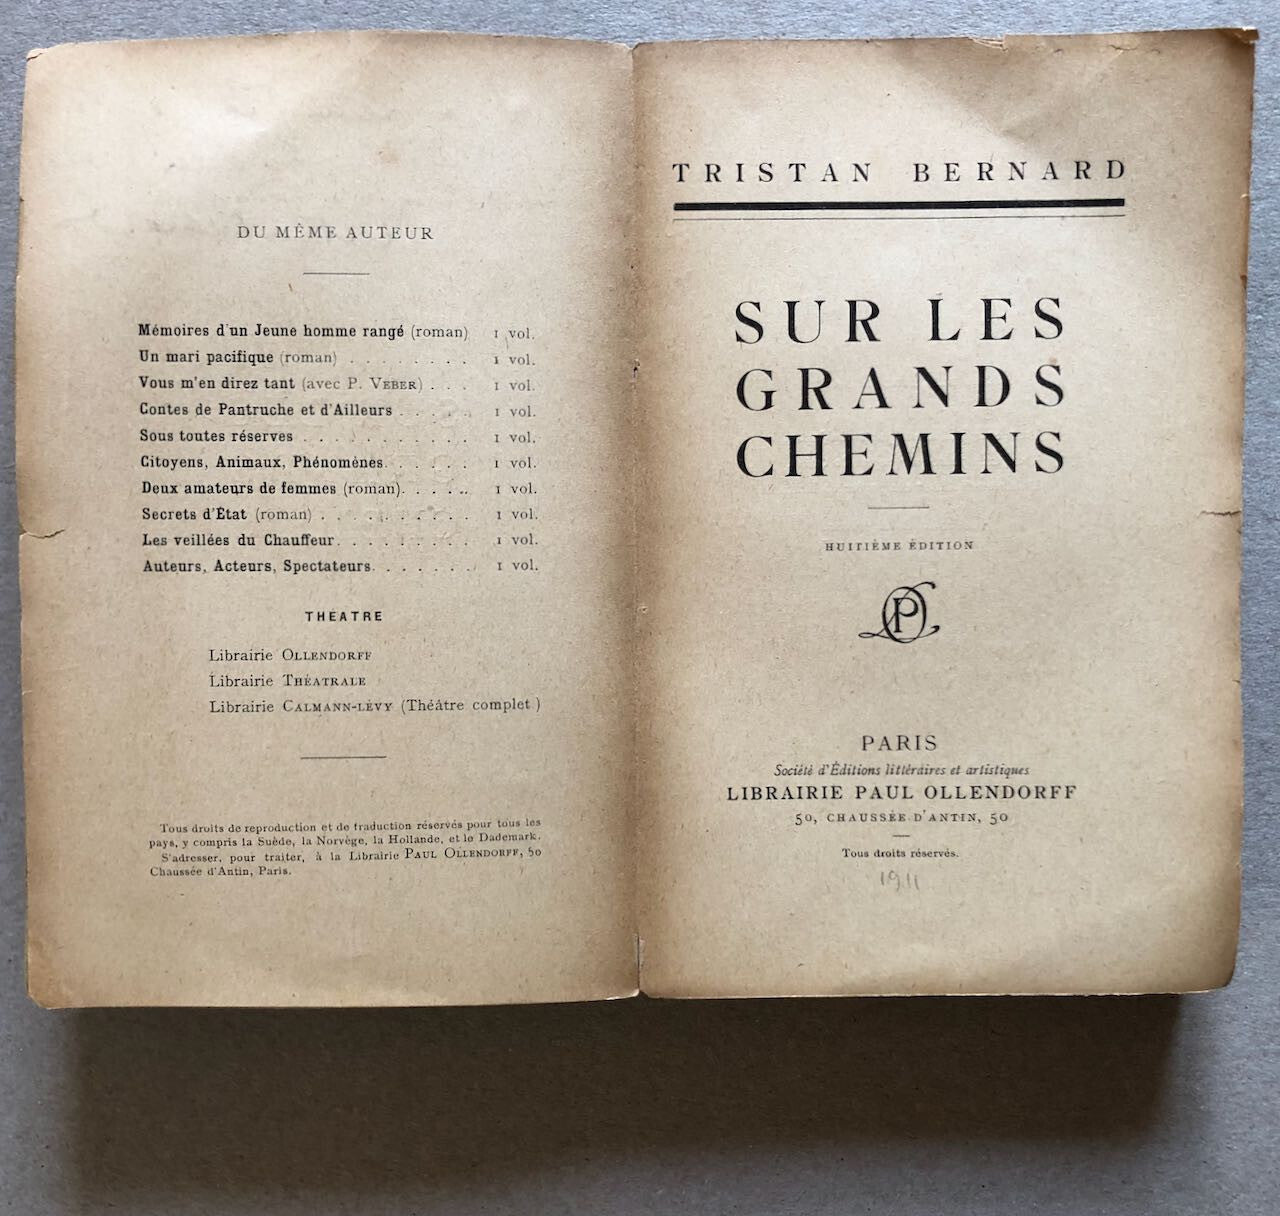 DU MÊME AUTEUR
Mémoires d'un Jeune homme rangé (roman) 1 vol.
Un mari pacifique (roman) . . . . . . . . 1 vol.
Vous m'en direz tant (avec P. VEBER) . . . 1 vol.
Contes de Pantruche et d'Ailleurs . . . . . 1 vol.
Sous toutes réserves . . . . . . . . . . . 1 vol.
Citoyens, Animaux, Phénomènes. . . . . . 1 vol.
Deux amateurs de femmes (roman). . . . . 1 vol.
Secrets d'État (roman) . . . . . . . . . . 1 vol.
Les veillées du Chauffeur. . . . . . . . . 1 vol.
Auteurs, Acteurs, Spectateurs. . . . . . . 1 vol.
THEATRE
Librairie OLLENDORFF
Librairie THÉATRALE
Librairie CALMANN-LÉVY (Théâtre complet )
Tous droits de reproduction et de traduction réservés pour tous les
pays, y compris la Suède, la Norvège, la Hollande, et le Dademark.
S'adresser, pour traiter, à la Librairie PAUL OLLENDORFF, 50
Chaussée d'Antin, Paris.
TRISTAN BERNARD
SUR LES
GRANDS
CHEMINS
HUITIÈME ÉDITION
PARIS
Société d'Éditions littéraires et artistiques
LIBRAIRIE PAUL OLLENDORFF
50, CHAUSSÉE D'ANTIN, 50
Tous droits réservés.
1911